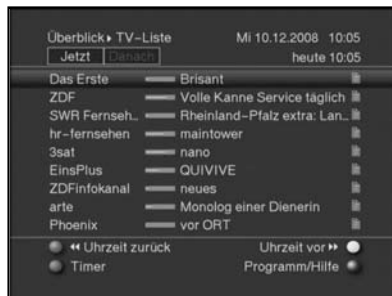 Überblick▸ TV-Liste Mi 10.12.2008 10:05
Jetzt Danach heute 10:05
Das Erste Brisant
ZDF Volle Kanne Service täglich
SWR Fernseh.. Rheinland-Pfalz extra: Lan..
hr-fernsehen maintower
3sat nano
EinsPlus QUIVIVE
ZDFinfokanal neues
arte Monolog einer Dienerin
Phoenix vor ORT
◂◂ Uhrzeit zurück Uhrzeit vor ▸▸
Timer Programm/Hilfe